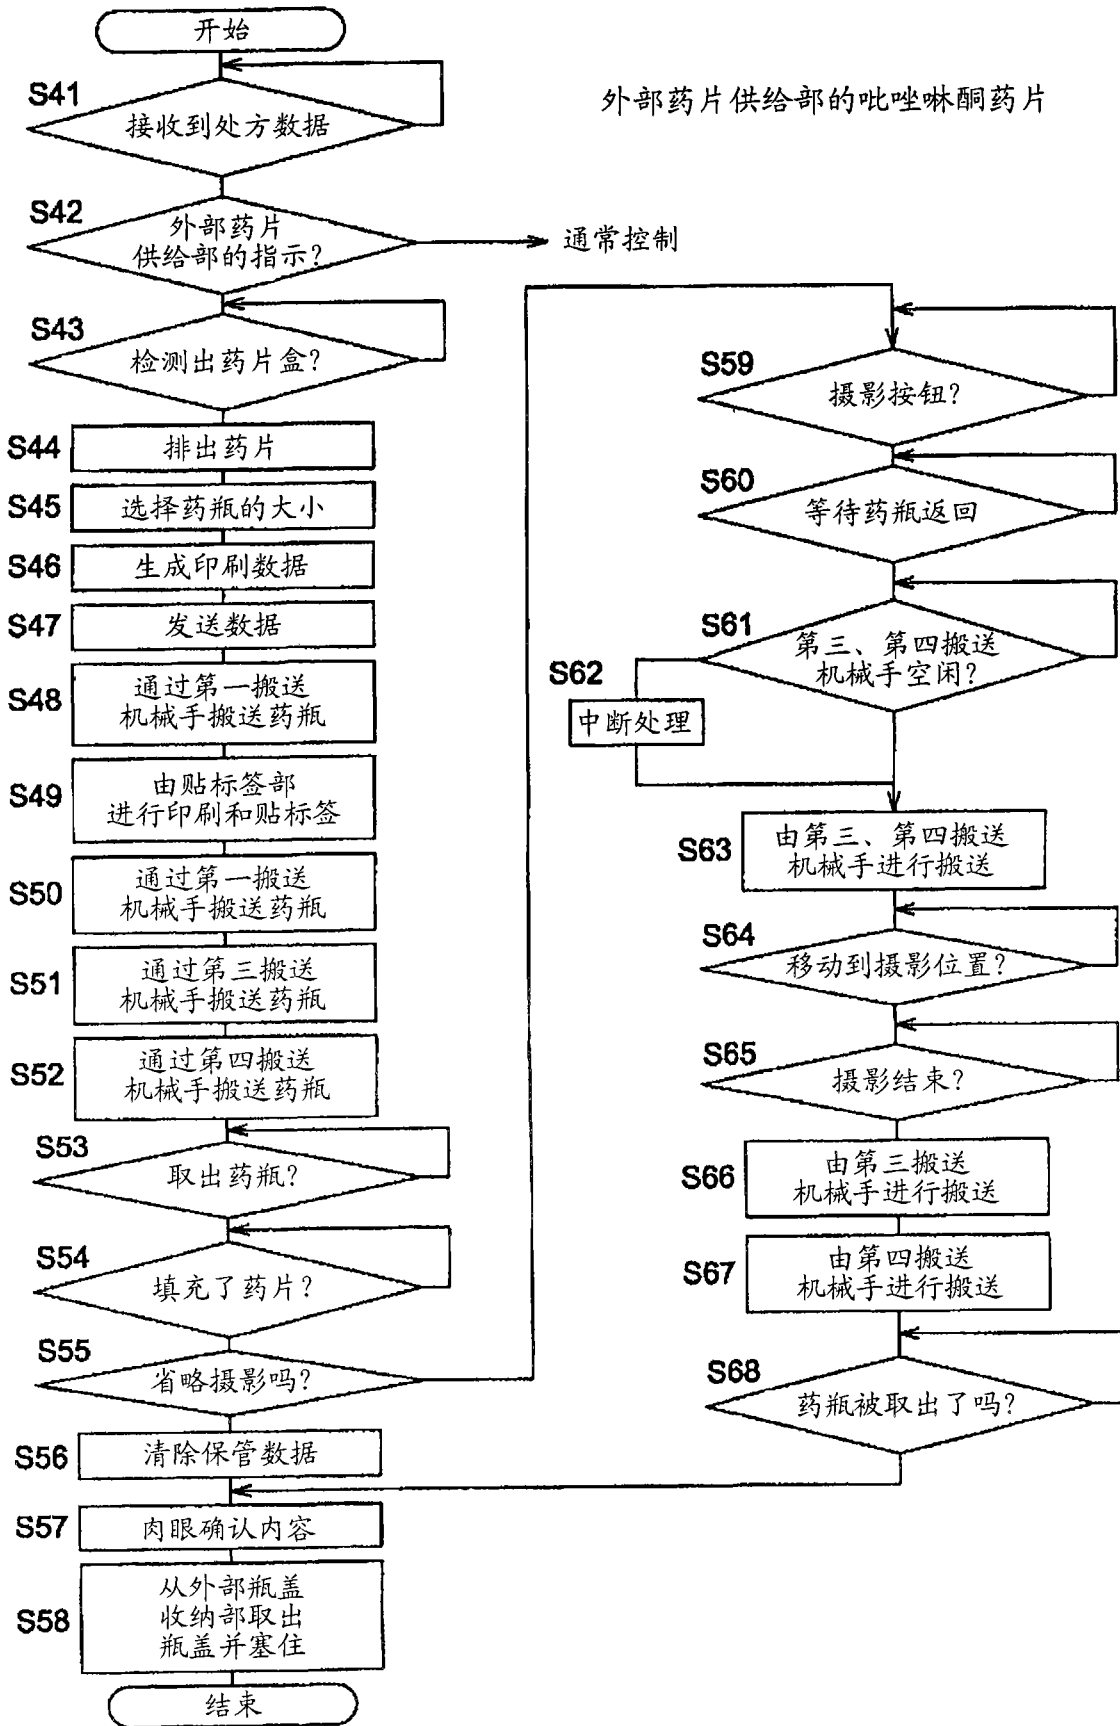 开始
外部药片供给部的吡唑啉酮药片
S41
接收到处方数据
S42
外部药片
供给部的指示?
通常控制
S43
检测出药片盒?
S44
排出药片
S45
选择药瓶的大小
S46
生成印刷数据
S47
发送数据
S48
通过第一搬送
机械手搬送药瓶
S49
由贴标签部
进行印刷和贴标签
S50
通过第一搬送
机械手搬送药瓶
S51
通过第三搬送
机械手搬送药瓶
S52
通过第四搬送
机械手搬送药瓶
S53
取出药瓶?
S54
填充了药片?
S55
省略摄影吗?
S56
清除保管数据
S57
肉眼确认内容
S58
从外部瓶盖
收纳部取出
瓶盖并塞住
结束
S59
摄影按钮?
S60
等待药瓶返回
S61
第三、第四搬送
机械手空闲?
S62
中断处理
S63
由第三、第四搬送
机械手进行搬送
S64
移动到摄影位置?
S65
摄影结束?
S66
由第三搬送
机械手进行搬送
S67
由第四搬送
机械手进行搬送
S68
药瓶被取出了吗?